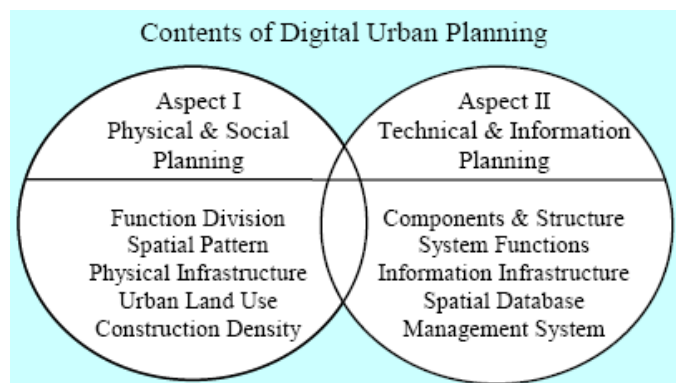 Contents of Digital Urban Planning
Aspect I
Physical & Social
Planning
Function Division
Spatial Pattern
Physical Infrastructure
Urban Land Use
Construction Density
Aspect II
Technical & Information
Planning
Components & Structure
System Functions
Information Infrastructure
Spatial Database
Management System